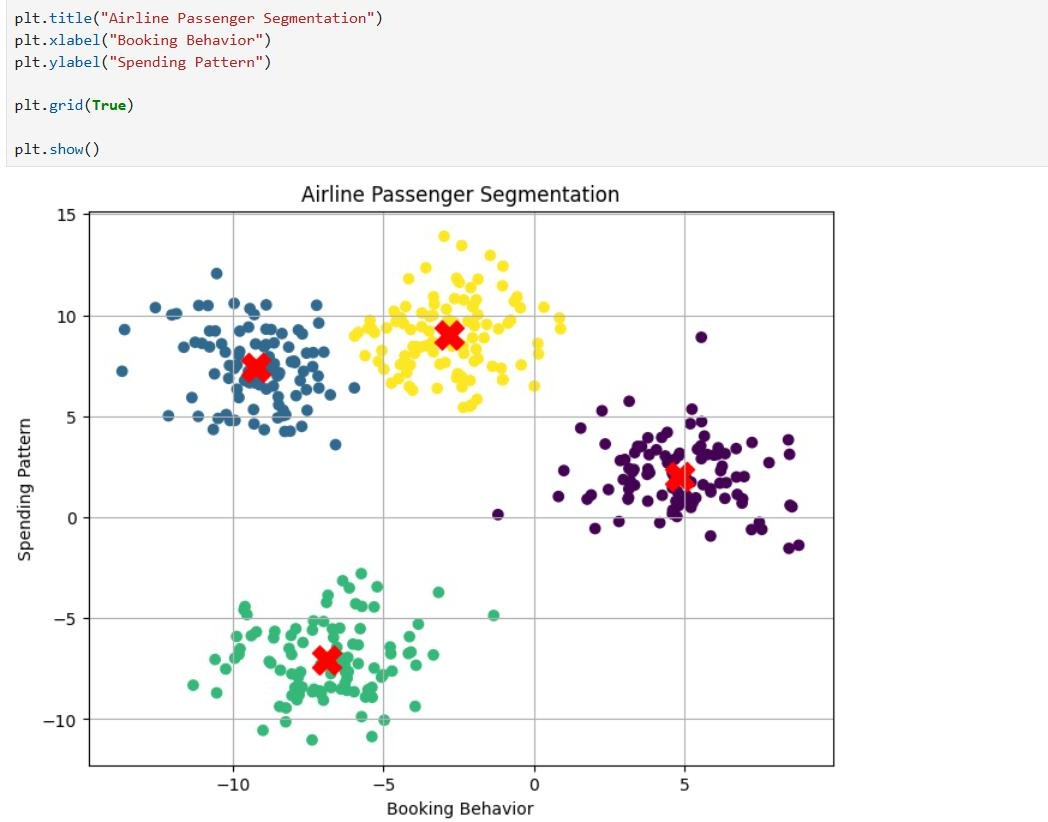 plt.title("Airline Passenger Segmentation")
plt.xlabel("Booking Behavior")
plt.ylabel("Spending Pattern")
plt.grid(True)
plt.show()
Airline Passenger Segmentation
15
10
5
0
−5
−10
Spending Pattern
−10
−5
0
5
Booking Behavior